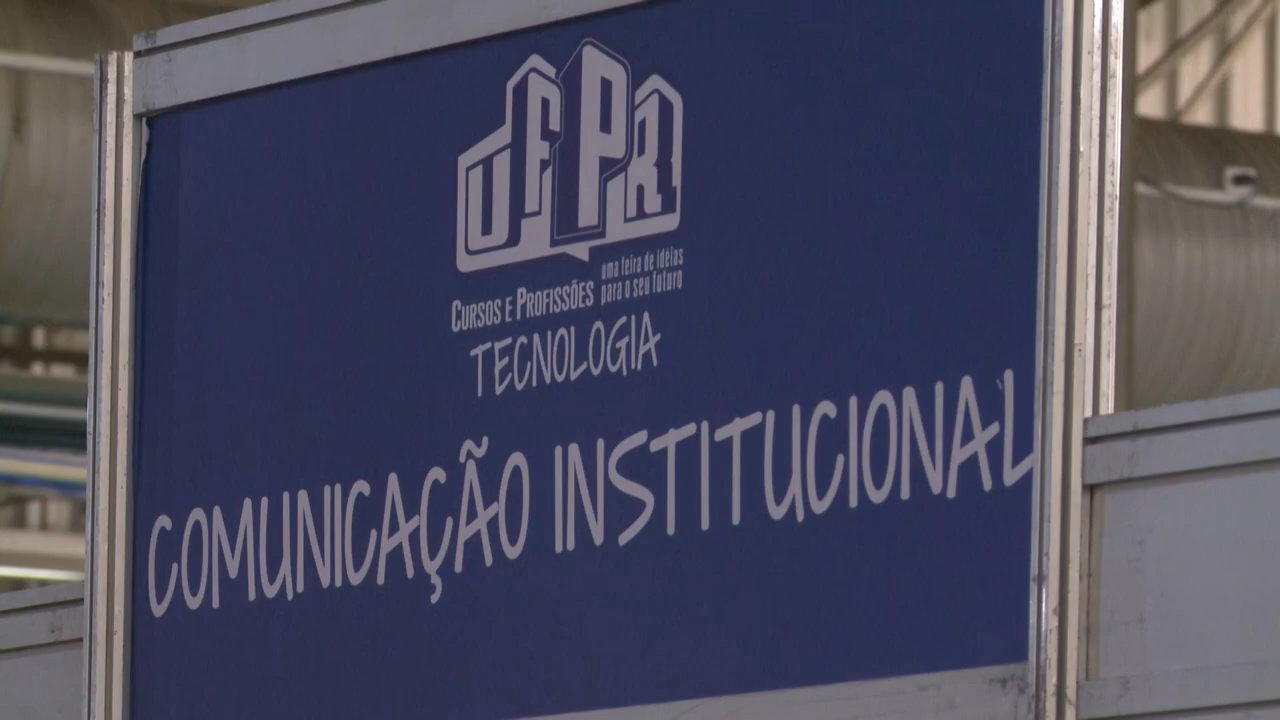 UFPR
CURSOS E PROFISSÕES
uma feira de idéias
para o seu futuro
TECNOLOGIA
COMUNICAÇÃO INSTITUCIONAL